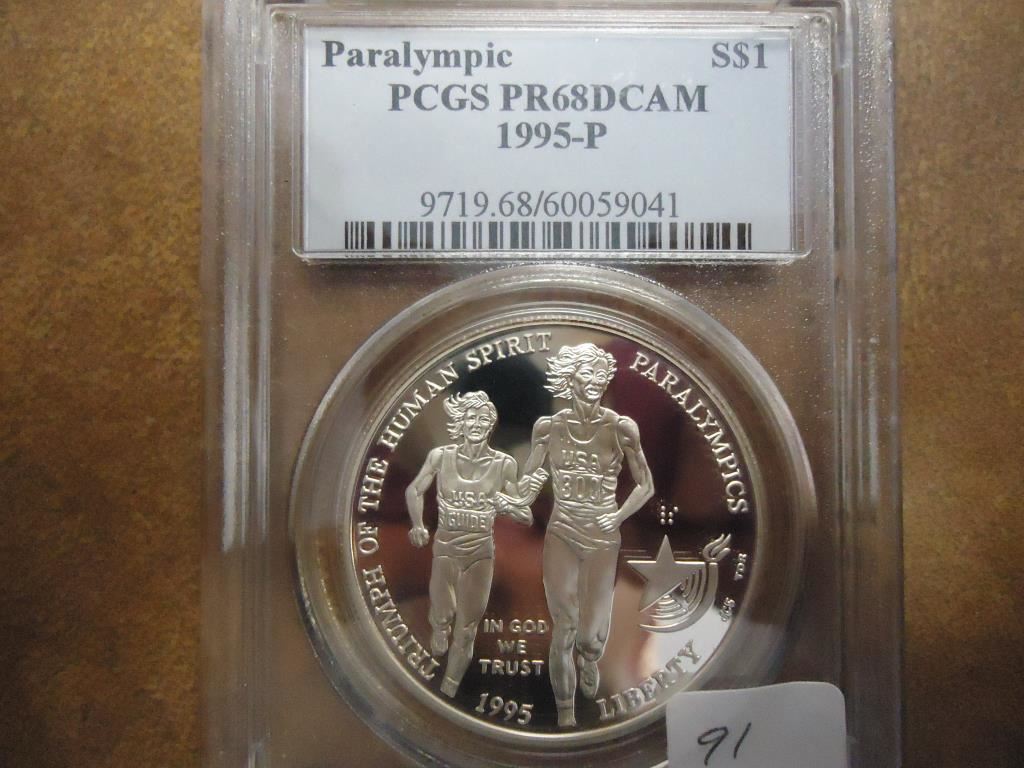 Paralympic S$1
PCGS PR68DCAM
1995-P
9719.68/60059041
TRIUMPH OF THE HUMAN SPIRIT
PARALYMPICS
USA
GUIDE
USA
300
IN GOD
WE
TRUST
1995
LIBERTY
91